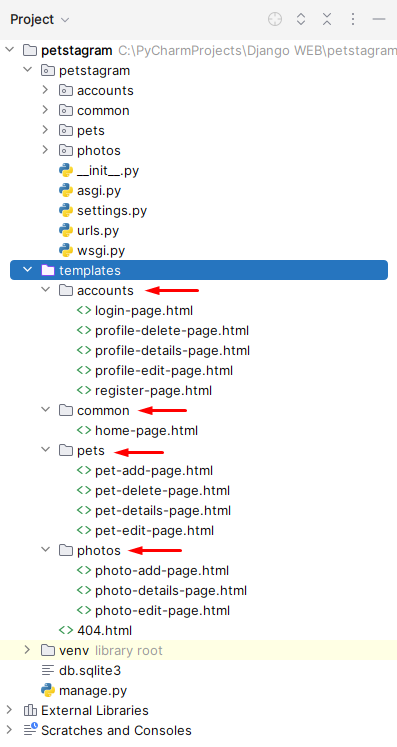 Project
petstagram C:\PyCharmProjects\Django WEB\petstagram
petstagram
accounts
common
pets
photos
__init__.py
asgi.py
settings.py
urls.py
wsgi.py
templates
accounts
login-page.html
profile-delete-page.html
profile-details-page.html
profile-edit-page.html
register-page.html
common
home-page.html
pets
pet-add-page.html
pet-delete-page.html
pet-details-page.html
pet-edit-page.html
photos
photo-add-page.html
photo-details-page.html
photo-edit-page.html
404.html
venv library root
db.sqlite3
manage.py
External Libraries
Scratches and Consoles